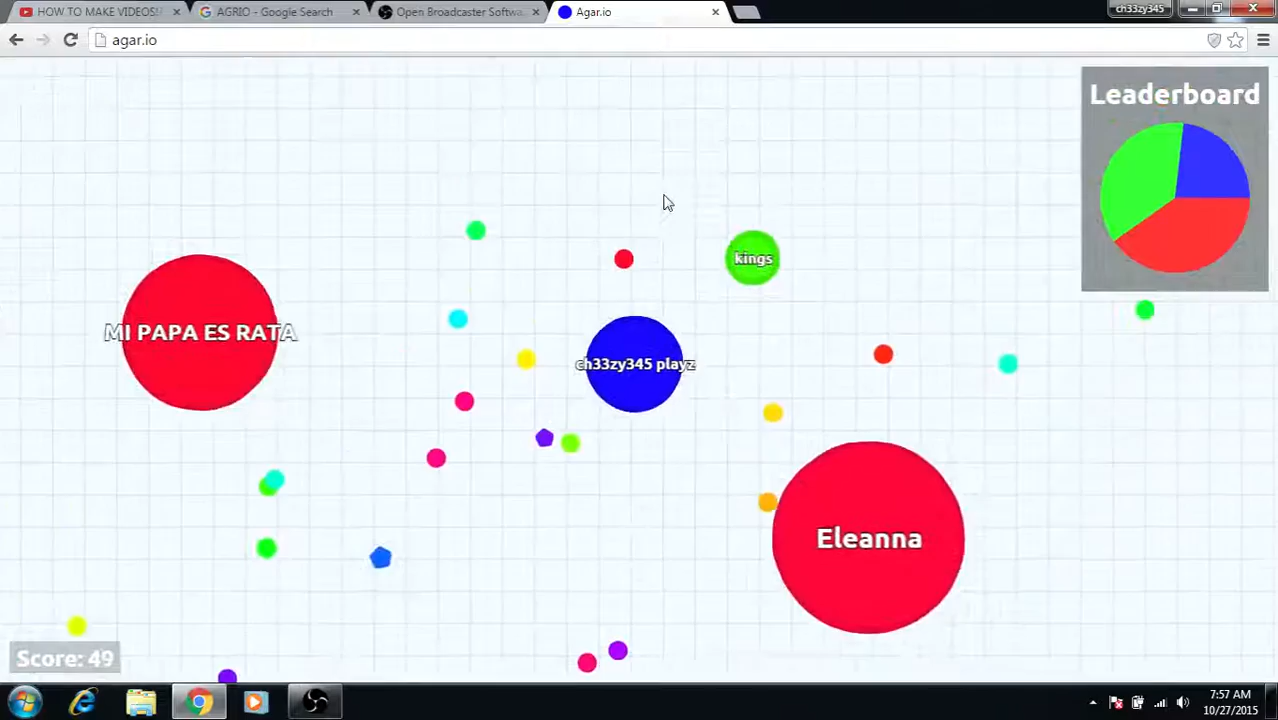 HOW TO MAKE VIDEOS!
AGRIO - Google Search
Open Broadcaster Softwa
Agar.io
ch33zy345
agar.io
Leaderboard
kings
MI PAPA ES RATA
ch33zy345 playz
Eleanna
Score: 49
7:57 AM
10/27/2015